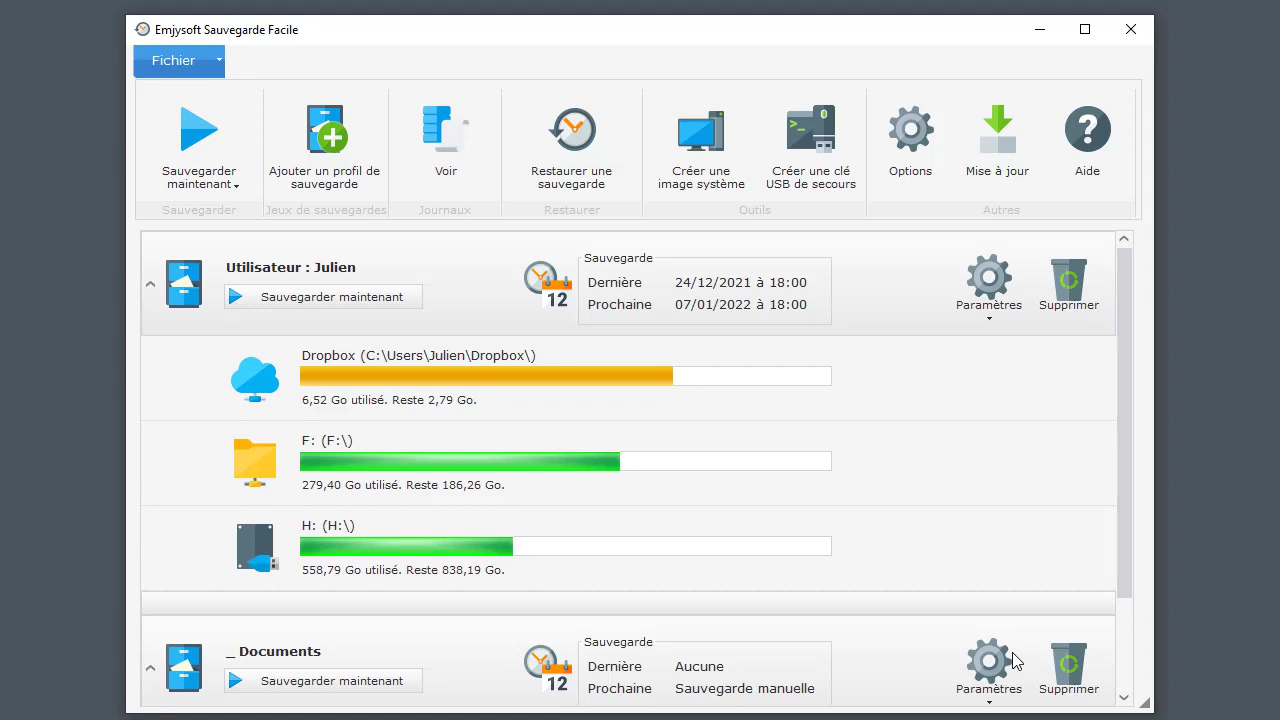 Emjysoft Sauvegarde Facile
Fichier
Sauvegarder
maintenant
Ajouter un profil de
sauvegarde
Voir
Restaurer une
sauvegarde
Créer une
image système
Créer une clé
USB de secours
Options
Mise à jour
Aide
Sauvegarder
Jeux de sauvegardes
Journaux
Restaurer
Outils
Autres
Utilisateur : Julien
Sauvegarder maintenant
12
Sauvegarde
Dernière 24/12/2021 à 18:00
Prochaine 07/01/2022 à 18:00
Paramètres
Supprimer
Dropbox (C:\Users\Julien\Dropbox\)
6,52 Go utilisé. Reste 2,79 Go.
F: (F:\)
279,40 Go utilisé. Reste 186,26 Go.
H: (H:\)
558,79 Go utilisé. Reste 838,19 Go.
_ Documents
Sauvegarder maintenant
12
Sauvegarde
Dernière Aucune
Prochaine Sauvegarde manuelle
Paramètres
Supprimer